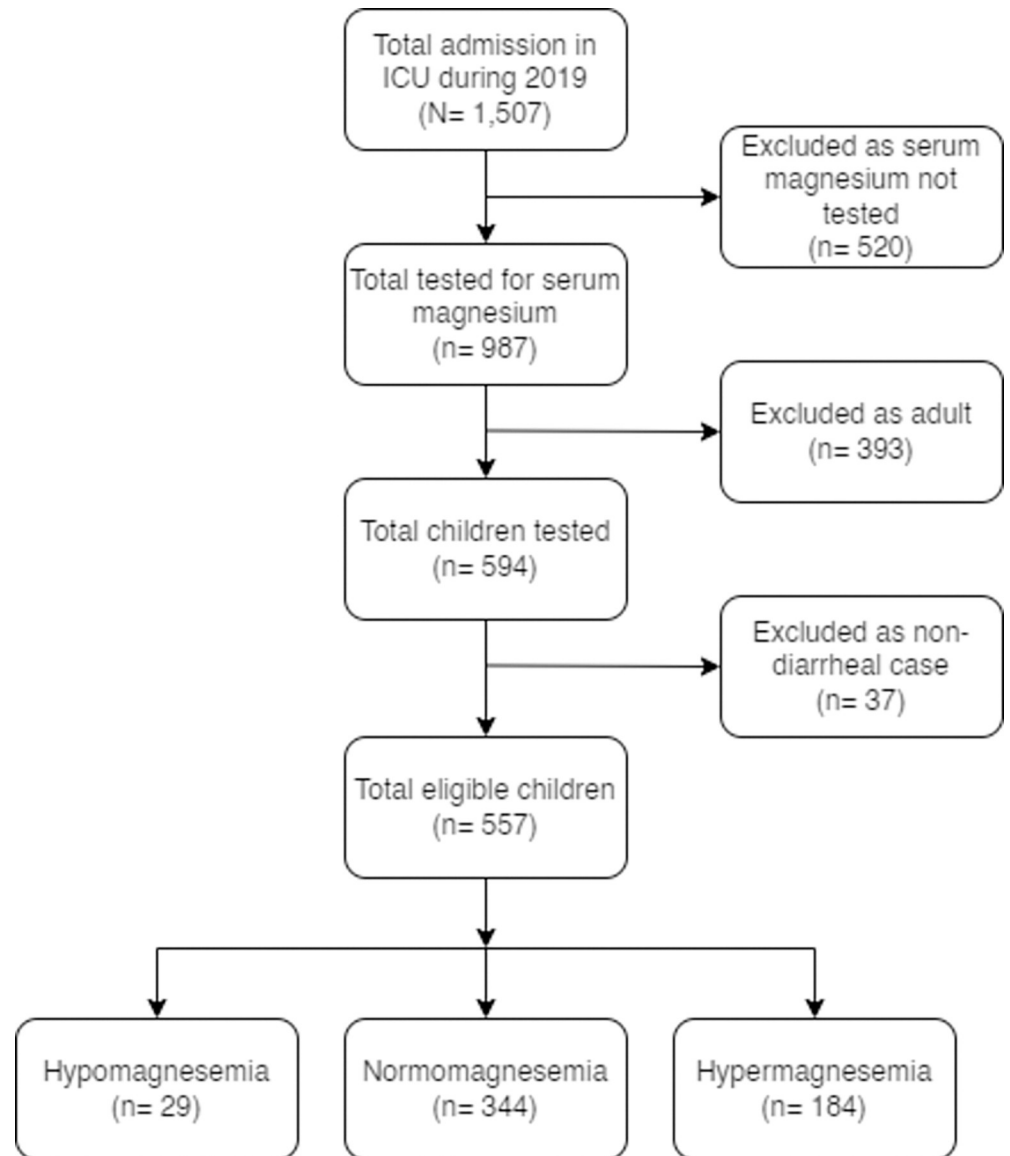 Total admission in
ICU during 2019
(N= 1,507)
Excluded as serum
magnesium not
tested
(n= 520)
Total tested for serum
magnesium
(n= 987)
Excluded as adult
(n= 393)
Total children tested
(n= 594)
Excluded as non-
diarrheal case
(n= 37)
Total eligible children
(n= 557)
Hypomagnesemia
(n= 29)
Normomagnesemia
(n= 344)
Hypermagnesemia
(n= 184)